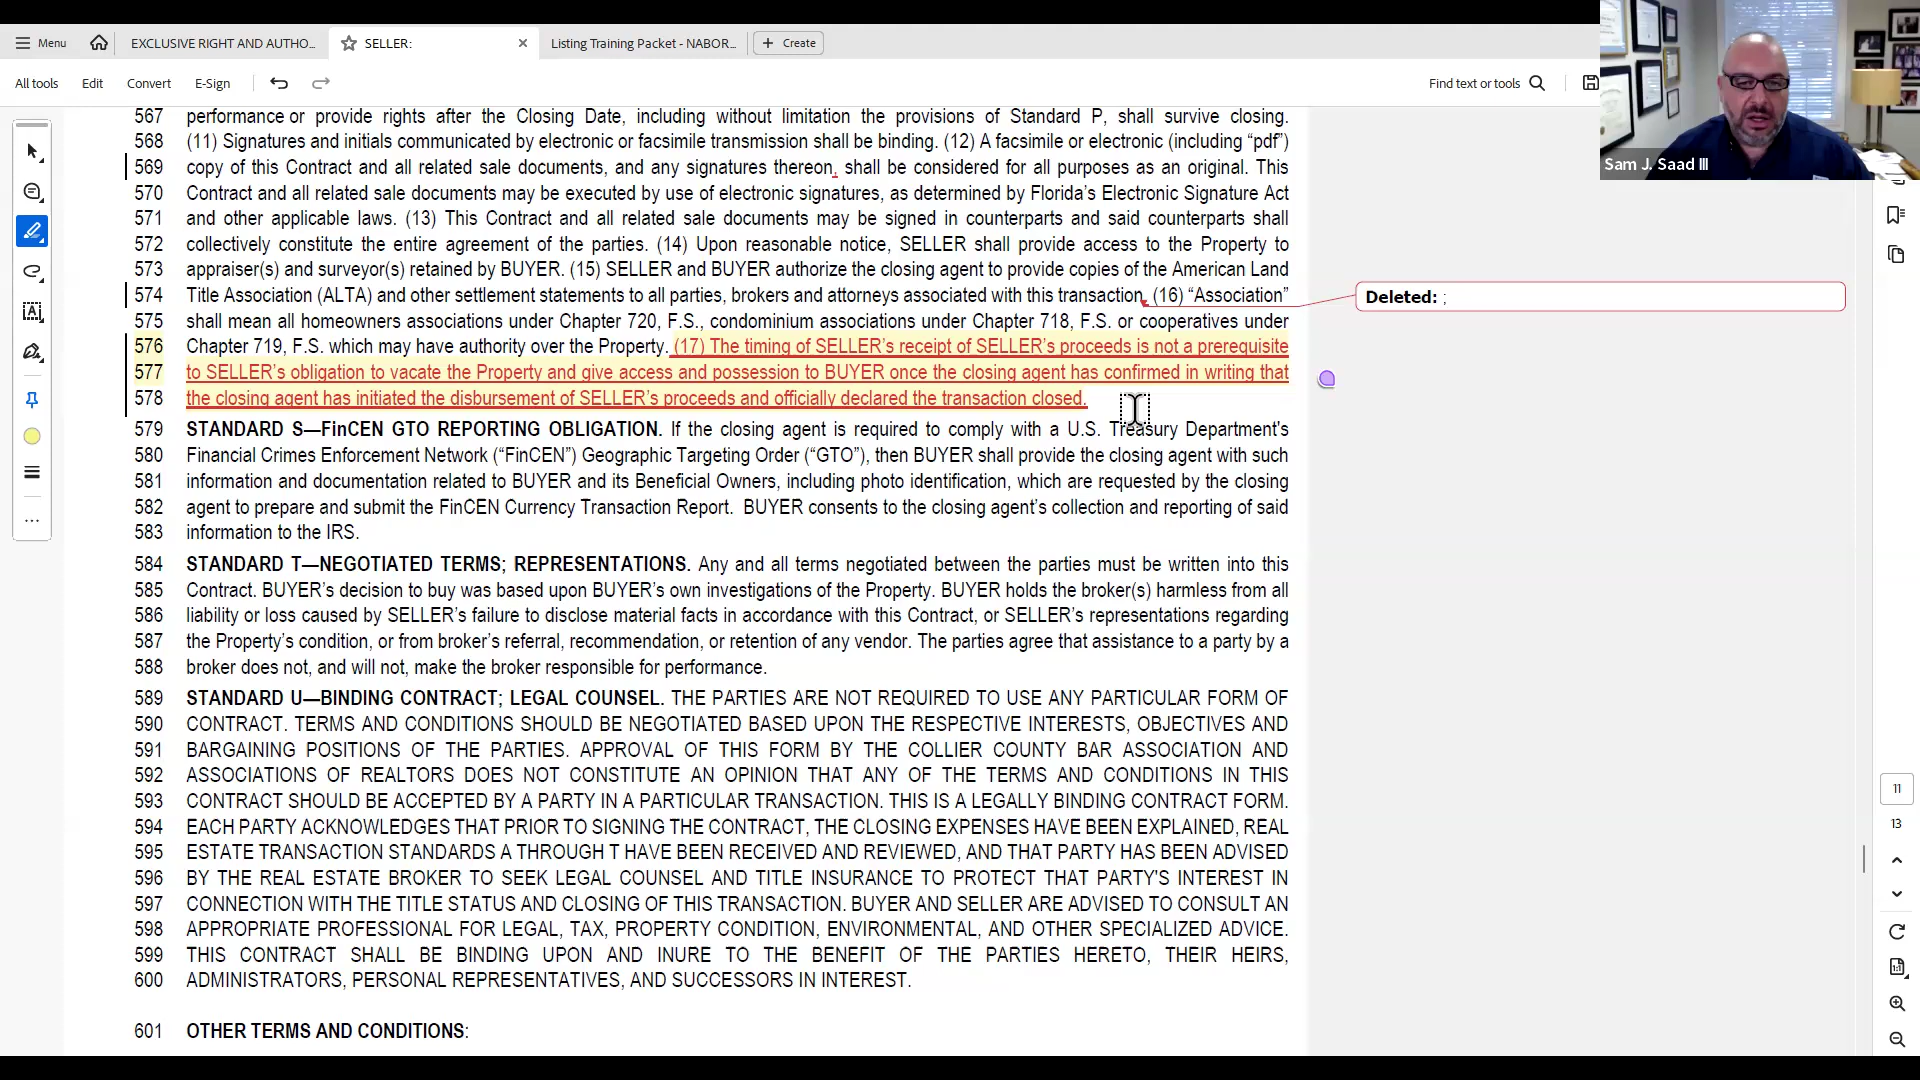 Menu
EXCLUSIVE RIGHT AND AUTHO...
SELLER:
Listing Training Packet - NABOR...
Create
All tools
Edit
Convert
E-Sign
Find text or tools
Sam J. Saad III
567 performance or provide rights after the Closing Date, including without limitation the provisions of Standard P, shall survive closing.
568 (11) Signatures and initials communicated by electronic or facsimile transmission shall be binding. (12) A facsimile or electronic (including “pdf”)
569 copy of this Contract and all related sale documents, and any signatures thereon, shall be considered for all purposes as an original. This
570 Contract and all related sale documents may be executed by use of electronic signatures, as determined by Florida’s Electronic Signature Act
571 and other applicable laws. (13) This Contract and all related sale documents may be signed in counterparts and said counterparts shall
572 collectively constitute the entire agreement of the parties. (14) Upon reasonable notice, SELLER shall provide access to the Property to
573 appraiser(s) and surveyor(s) retained by BUYER. (15) SELLER and BUYER authorize the closing agent to provide copies of the American Land
574 Title Association (ALTA) and other settlement statements to all parties, brokers and attorneys associated with this transaction. (16) “Association”
Deleted: ;
575 shall mean all homeowners associations under Chapter 720, F.S., condominium associations under Chapter 718, F.S. or cooperatives under
576 Chapter 719, F.S. which may have authority over the Property. (17) The timing of SELLER’s receipt of SELLER’s proceeds is not a prerequisite
577 to SELLER’s obligation to vacate the Property and give access and possession to BUYER once the closing agent has confirmed in writing that
578 the closing agent has initiated the disbursement of SELLER’s proceeds and officially declared the transaction closed.
579 STANDARD S—FinCEN GTO REPORTING OBLIGATION. If the closing agent is required to comply with a U.S. Treasury Department's
580 Financial Crimes Enforcement Network (“FinCEN”) Geographic Targeting Order (“GTO”), then BUYER shall provide the closing agent with such
581 information and documentation related to BUYER and its Beneficial Owners, including photo identification, which are requested by the closing
582 agent to prepare and submit the FinCEN Currency Transaction Report. BUYER consents to the closing agent’s collection and reporting of said
583 information to the IRS.
584 STANDARD T—NEGOTIATED TERMS; REPRESENTATIONS. Any and all terms negotiated between the parties must be written into this
585 Contract. BUYER’s decision to buy was based upon BUYER’s own investigations of the Property. BUYER holds the broker(s) harmless from all
586 liability or loss caused by SELLER’s failure to disclose material facts in accordance with this Contract, or SELLER’s representations regarding
587 the Property’s condition, or from broker’s referral, recommendation, or retention of any vendor. The parties agree that assistance to a party by a
588 broker does not, and will not, make the broker responsible for performance.
589 STANDARD U—BINDING CONTRACT; LEGAL COUNSEL. THE PARTIES ARE NOT REQUIRED TO USE ANY PARTICULAR FORM OF
590 CONTRACT. TERMS AND CONDITIONS SHOULD BE NEGOTIATED BASED UPON THE RESPECTIVE INTERESTS, OBJECTIVES AND
591 BARGAINING POSITIONS OF THE PARTIES. APPROVAL OF THIS FORM BY THE COLLIER COUNTY BAR ASSOCIATION AND
592 ASSOCIATIONS OF REALTORS DOES NOT CONSTITUTE AN OPINION THAT ANY OF THE TERMS AND CONDITIONS IN THIS
593 CONTRACT SHOULD BE ACCEPTED BY A PARTY IN A PARTICULAR TRANSACTION. THIS IS A LEGALLY BINDING CONTRACT FORM.
594 EACH PARTY ACKNOWLEDGES THAT PRIOR TO SIGNING THE CONTRACT, THE CLOSING EXPENSES HAVE BEEN EXPLAINED, REAL
595 ESTATE TRANSACTION STANDARDS A THROUGH T HAVE BEEN RECEIVED AND REVIEWED, AND THAT PARTY HAS BEEN ADVISED
596 BY THE REAL ESTATE BROKER TO SEEK LEGAL COUNSEL AND TITLE INSURANCE TO PROTECT THAT PARTY'S INTEREST IN
597 CONNECTION WITH THE TITLE STATUS AND CLOSING OF THIS TRANSACTION. BUYER AND SELLER ARE ADVISED TO CONSULT AN
598 APPROPRIATE PROFESSIONAL FOR LEGAL, TAX, PROPERTY CONDITION, ENVIRONMENTAL, AND OTHER SPECIALIZED ADVICE.
599 THIS CONTRACT SHALL BE BINDING UPON AND INURE TO THE BENEFIT OF THE PARTIES HERETO, THEIR HEIRS,
600 ADMINISTRATORS, PERSONAL REPRESENTATIVES, AND SUCCESSORS IN INTEREST.
601 OTHER TERMS AND CONDITIONS:
11
13